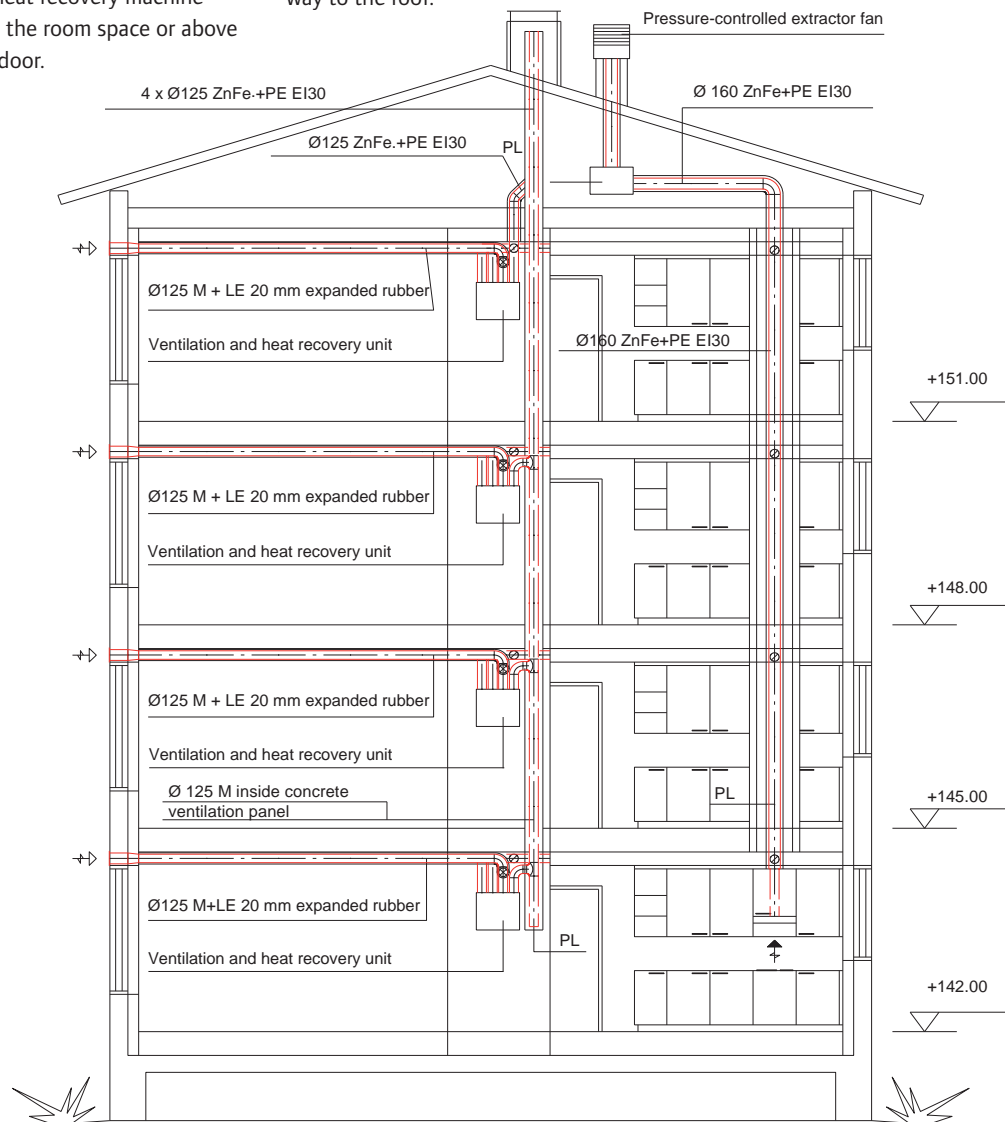 heat recovery machine
the room space or above
door.
way to the roof.
Pressure-controlled extractor fan
4 x Ø125 ZnFe.+PE EI30
Ø 160 ZnFe+PE EI30
Ø125 ZnFe.+PE EI30
PL
Ø125 M + LE 20 mm expanded rubber
Ventilation and heat recovery unit
Ø160 ZnFe+PE EI30
+151.00
Ø125 M + LE 20 mm expanded rubber
Ventilation and heat recovery unit
+148.00
Ø125 M + LE 20 mm expanded rubber
Ventilation and heat recovery unit
Ø 125 M inside concrete
ventilation panel
PL
+145.00
Ø125 M+LE 20 mm expanded rubber
PL
Ventilation and heat recovery unit
+142.00